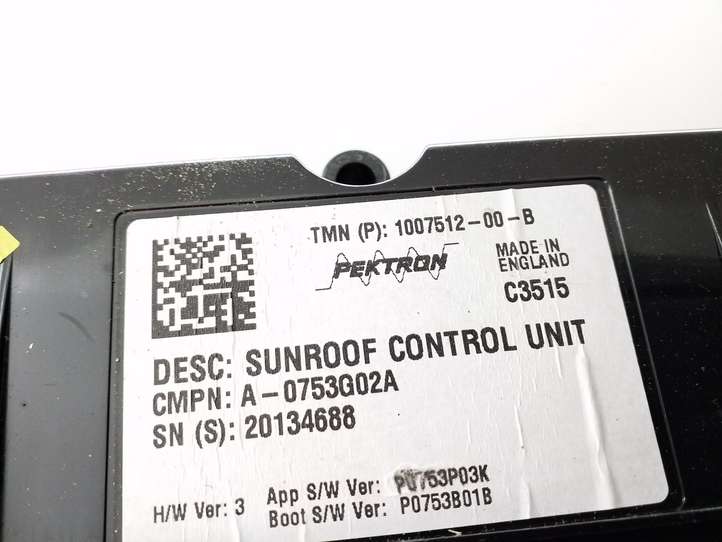 TMN (P): 1007512-00-B
PEKTRON
MADE IN
ENGLAND
C3515
DESC: SUNROOF CONTROL UNIT
CMPN: A-0753G02A
SN (S): 20134688
H/W Ver: 3
App S/W Ver: P0753P03K
Boot S/W Ver: P0753B01B